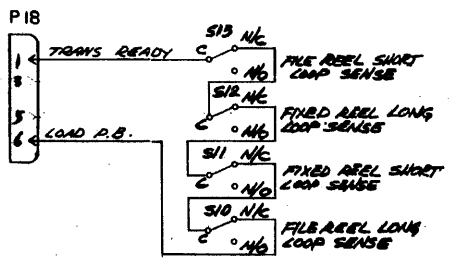 P18
S13 N/C
1 TRANS READY C
N/O
FILE REEL SHORT
LOOP SENSE
3
S12 N/C
5
C
N/O
FIXED REEL LONG
LOOP SENSE
6 LOAD P.B.
S11 N/C
C
N/O
FIXED REEL SHORT
LOOP SENSE
S10 N/C
C
N/O
FILE REEL LONG
LOOP SENSE